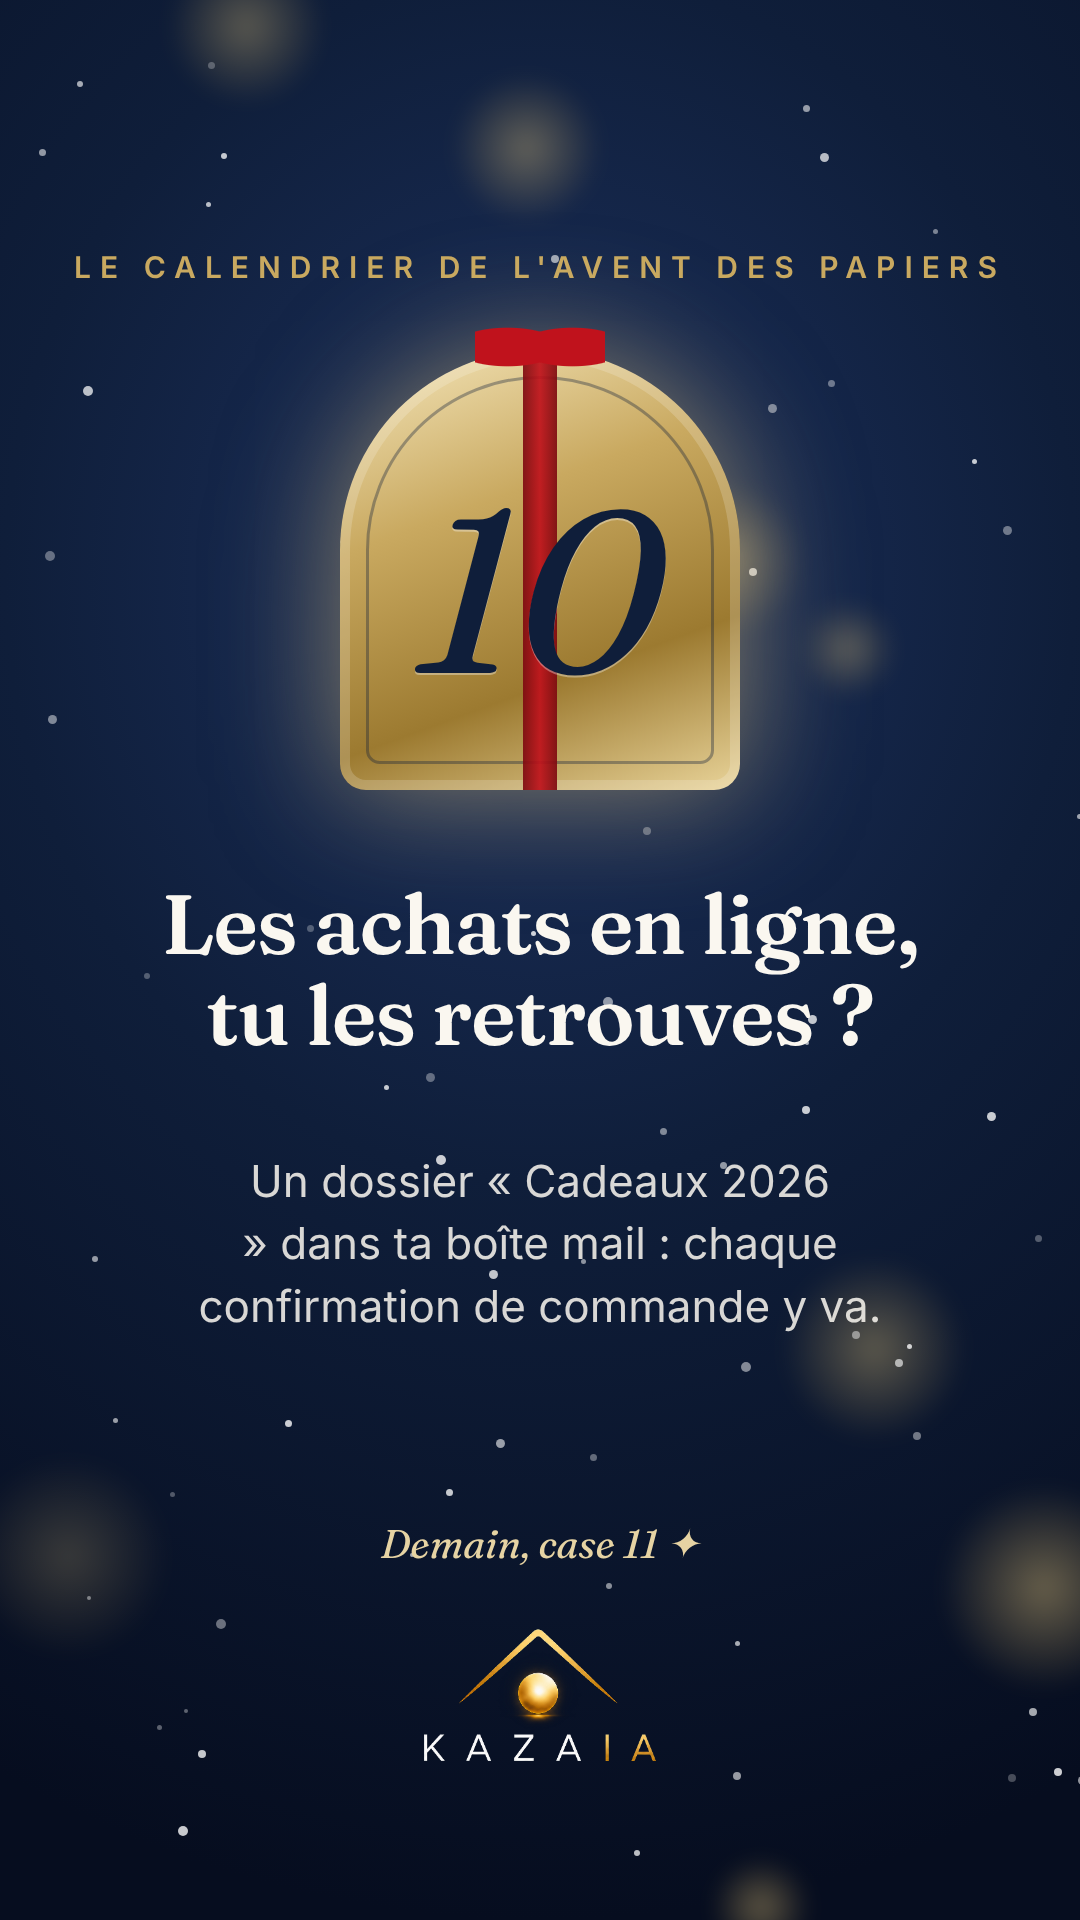 LE CALENDRIER DE L'AVENT DES PAPIERS
10
Les achats en ligne,
tu les retrouves ?
Un dossier « Cadeaux 2026
» dans ta boîte mail : chaque
confirmation de commande y va.
Demain, case 11 ✦
KAZAIA